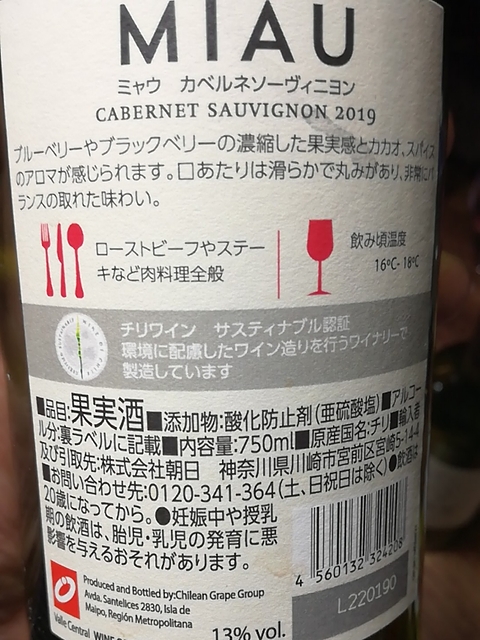 MIAU
ミャウ カベルネソーヴィニヨン
CABERNET SAUVIGNON 2019
ブルーベリーやブラックベリーの濃縮した果実感とカカオ、スパイス
のアロマが感じられます。口あたりは滑らかで丸みがあり、非常にバ
ランスの取れた味わい。
ローストビーフやステー
キなど肉料理全般
飲み頃温度
16℃- 18℃
チリワイン サスティナブル認証
環境に配慮したワイン造りを行うワイナリーで
製造しています
■品目:果実酒■添加物:酸化防止剤(亜硫酸塩)■アルコー
ル分:裏ラベルに記載■内容量:750ml■原産国名:チリ■輸入者
及び引取先:株式会社朝日 神奈川県川崎市宮前区宮崎5-14-4
■お問い合わせ先:0120-341-364(土、日祝日は除く)●飲酒は
20歳になってから。●妊娠中や授乳
期の飲酒は、胎児・乳児の発育に悪
影響を与えるおそれがあります。
4 560132 324208
L220190
Produced and Bottled by:Chilean Grape Group
Avda. Santelices 2830, Isla de
Maipo, Región Metropolitana
Valle Central WINE
13% vol.